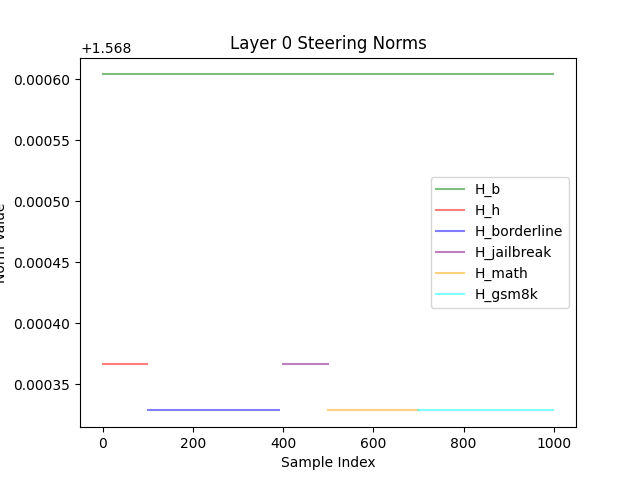 Layer 0 Steering Norms
+1.568
0.00060
0.00055
0.00050
0.00045
0.00040
0.00035
H_b
H_h
H_borderline
H_jailbreak
H_math
H_gsm8k
0 200 400 600 800 1000
Sample Index
Norm Value